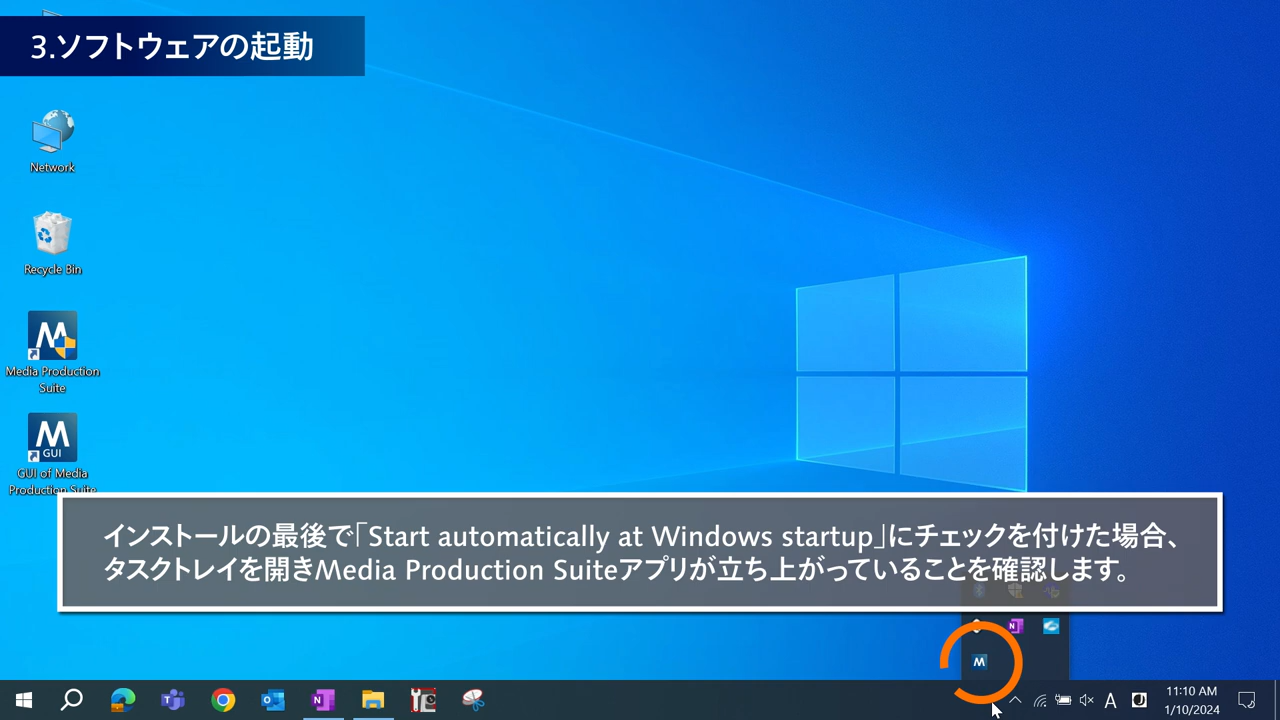 3.ソフトウェアの起動
Network
Recycle Bin
Media Production
Suite
M
GUI
GUI of Media
Production Suite
インストールの最後で「Start automatically at Windows startup」にチェックを付けた場合、
タスクトレイを開きMedia Production Suiteアプリが立ち上がっていることを確認します。
M
A
11:10 AM
1/10/2024